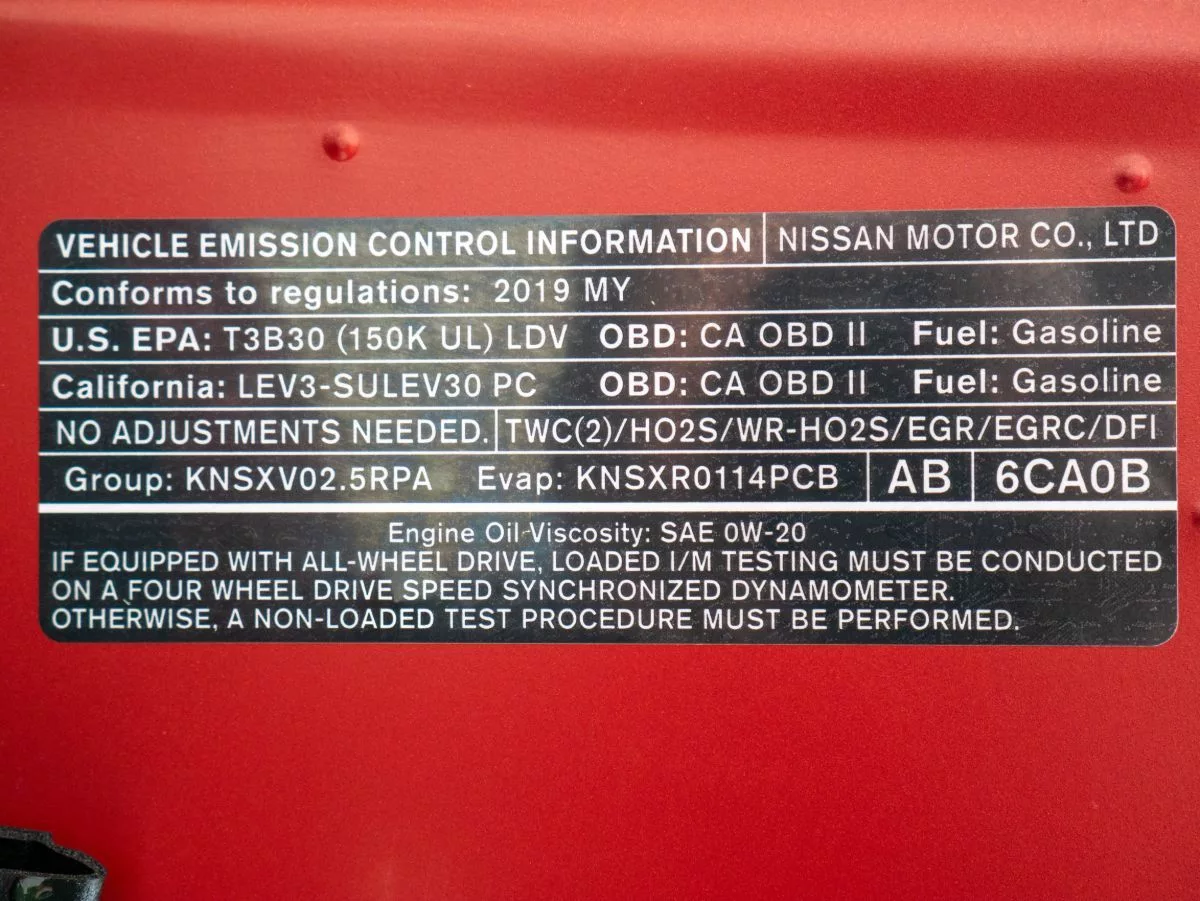 VEHICLE EMISSION CONTROL INFORMATION NISSAN MOTOR CO., LTD
Conforms to regulations: 2019 MY
U.S. EPA: T3B30 (150K UL) LDV OBD: CA OBD II Fuel: Gasoline
California: LEV3-SULEV30 PC OBD: CA OBD II Fuel: Gasoline
NO ADJUSTMENTS NEEDED. TWC(2)/HO2S/WR-HO2S/EGR/EGRC/DFI
Group: KNSXV02.5RPA Evap: KNSXR0114PCB AB 6CA0B
Engine Oil Viscosity: SAE 0W-20
IF EQUIPPED WITH ALL-WHEEL DRIVE, LOADED I/M TESTING MUST BE CONDUCTED
ON A FOUR WHEEL DRIVE SPEED SYNCHRONIZED DYNAMOMETER.
OTHERWISE, A NON-LOADED TEST PROCEDURE MUST BE PERFORMED.